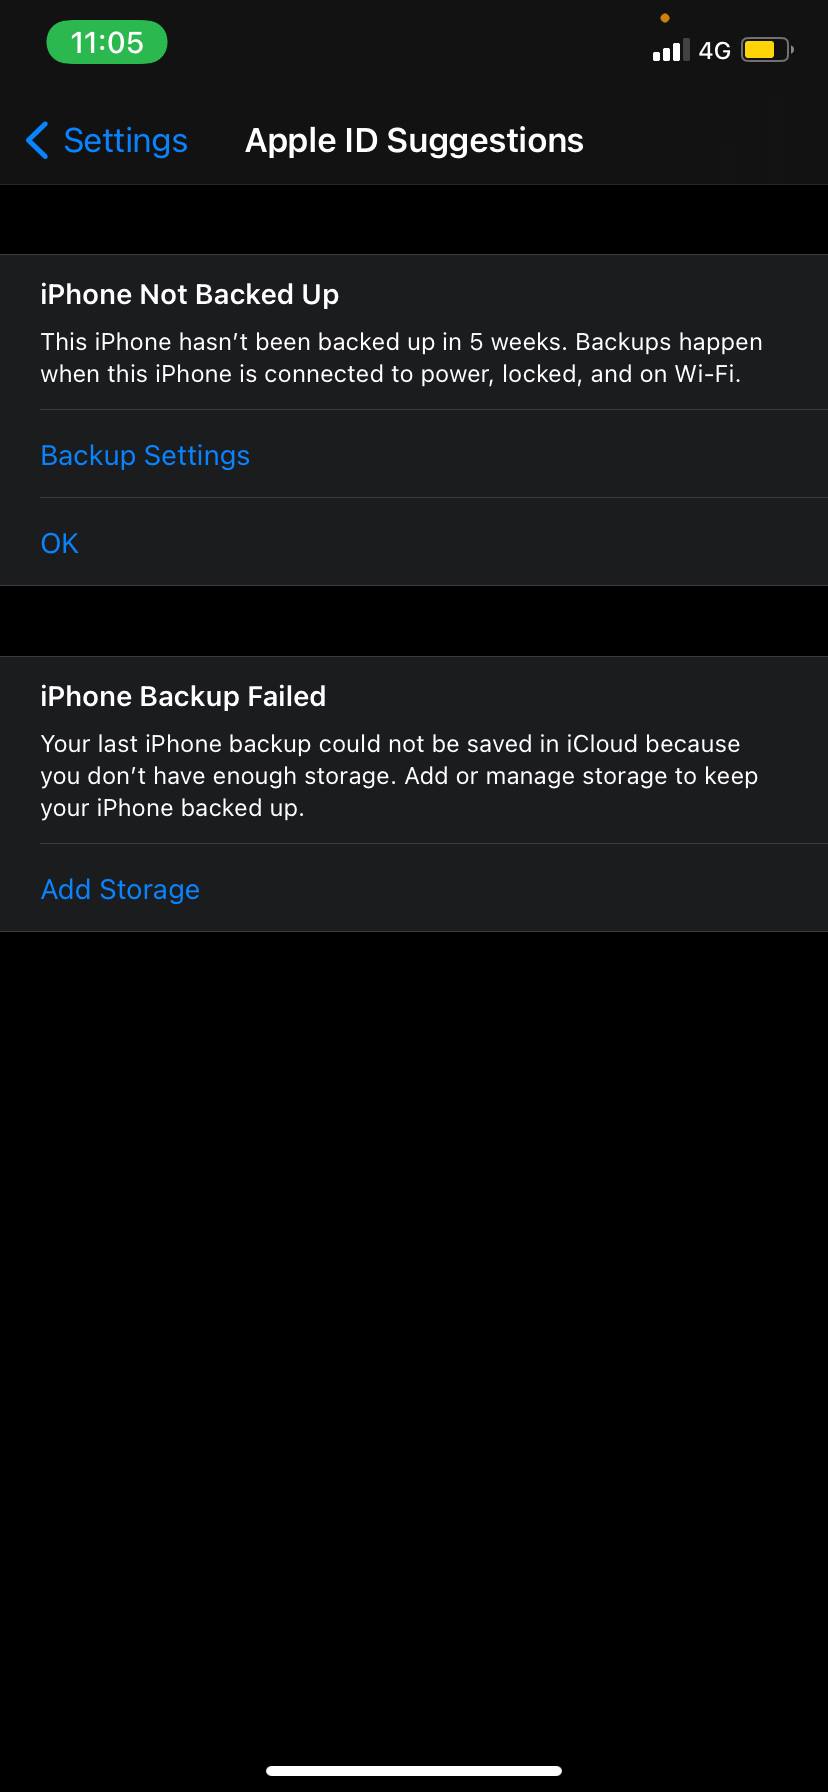 11:05
4G
Settings
Apple ID Suggestions
iPhone Not Backed Up
This iPhone hasn't been backed up in 5 weeks. Backups happen
when this iPhone is connected to power, locked, and on Wi-Fi.
Backup Settings
OK
iPhone Backup Failed
Your last iPhone backup could not be saved in iCloud because
you don't have enough storage. Add or manage storage to keep
your iPhone backed up.
Add Storage